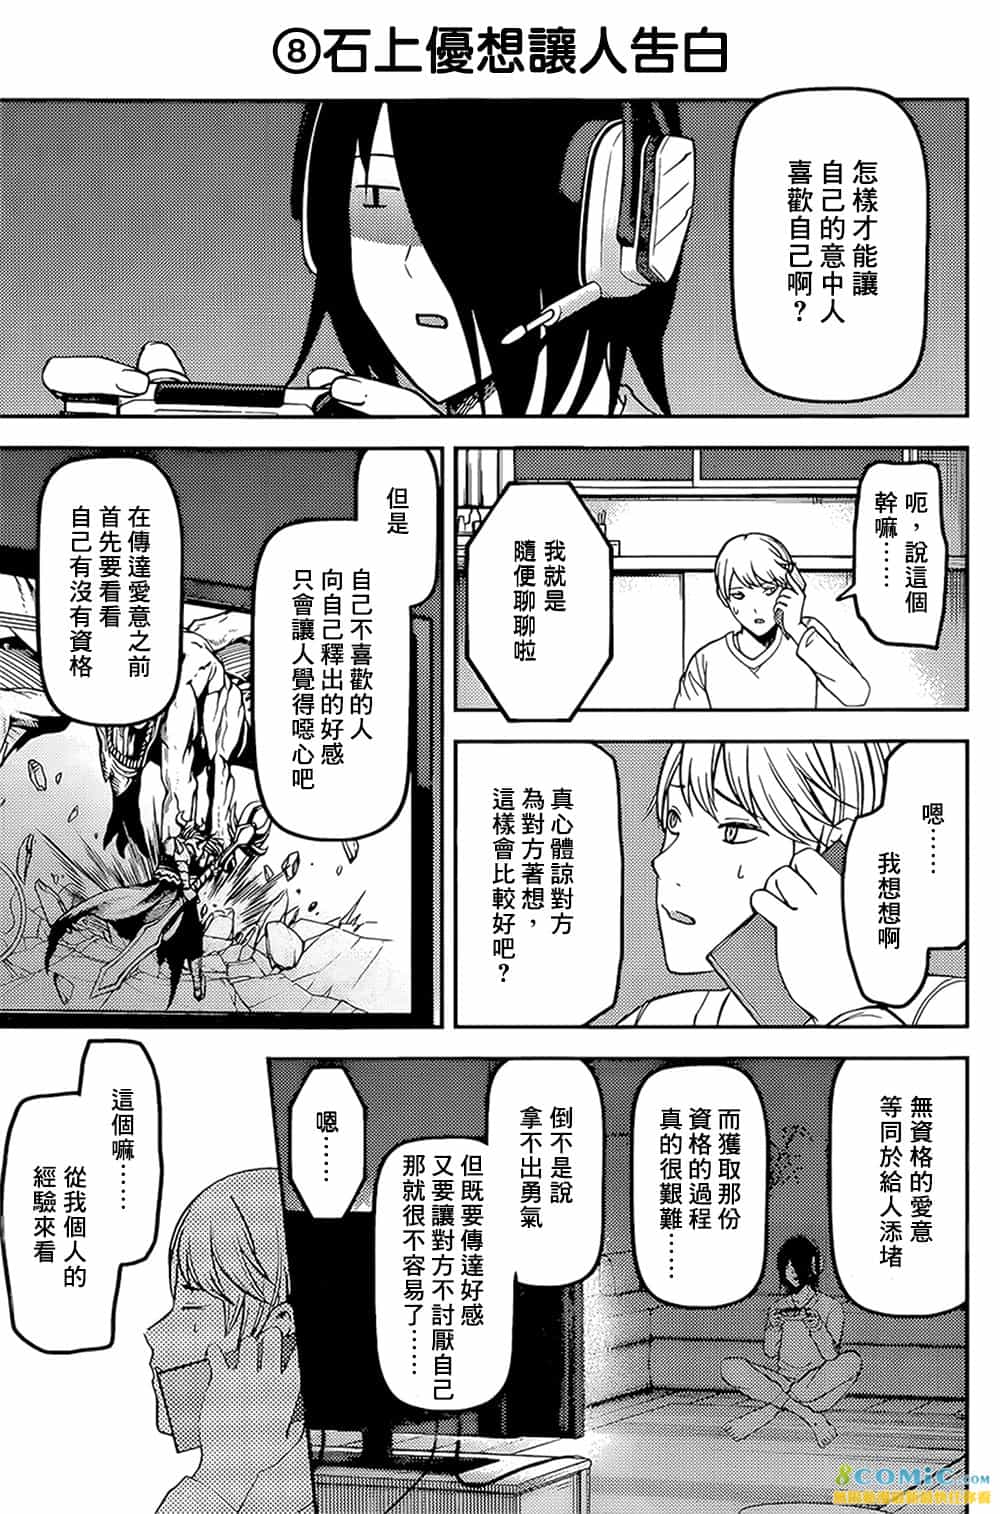 ⑧石上優想讓人告白
怎樣才能讓
自己的意中人
喜歡自己啊？
呃，說這個
幹嘛……
我就是
隨便聊聊啦
嗯……
我想想啊
真心體諒對方
為對方著想，
這樣會比較好吧？
但是
自己不喜歡的人
向自己釋出的好感
只會讓人覺得噁心吧
在傳達愛意之前
首先要看看
自己有沒有資格
無資格的愛意
等同於給人添堵
而獲取那份
資格的過程
真的很艱難……
倒不是說
拿不出勇氣
但既要傳達好感
又要讓對方不討厭自己
那就很不容易了……
嗯……
這個嘛……
從我個人的
經驗來看
8COMIC.COM